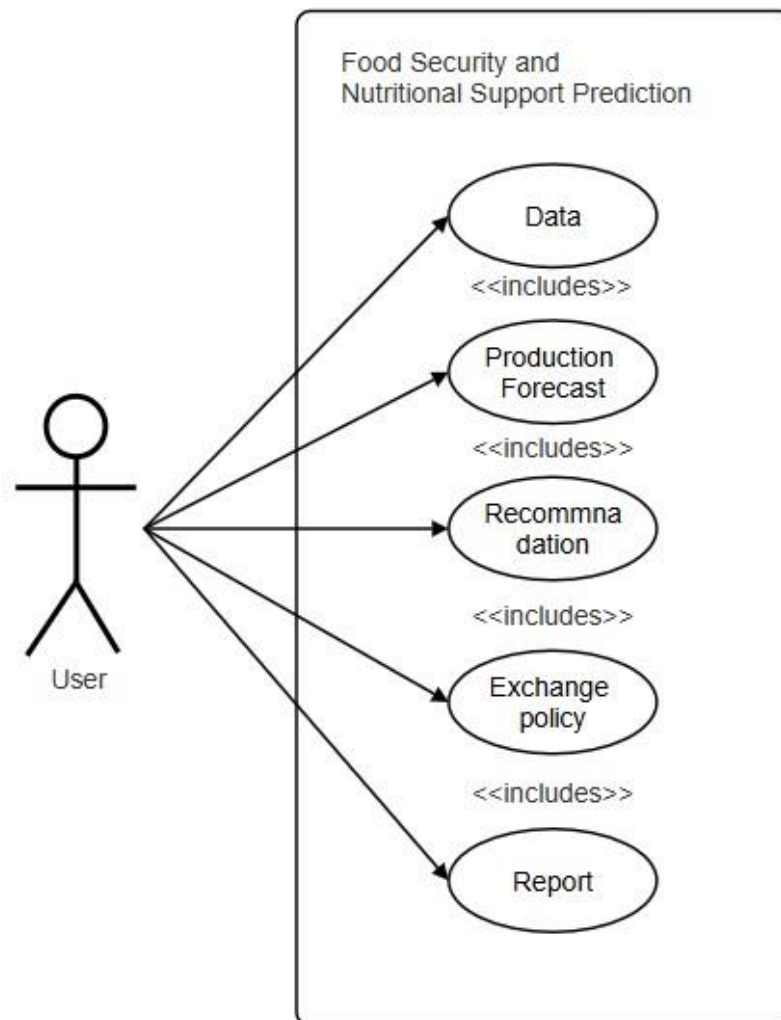 Food Security and
Nutritional Support Prediction
Data
<<includes>>
Production
Forecast
<<includes>>
Recommna
dation
<<includes>>
Exchange
policy
<<includes>>
Report
User